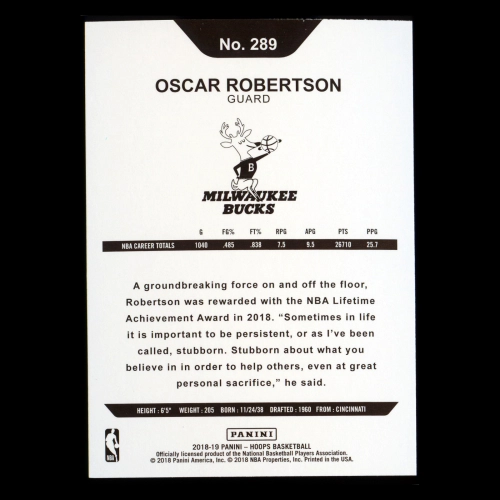 No. 289
OSCAR ROBERTSON
GUARD
B
MILWAUKEE
BUCKS
G FG% FT% RPG APG PTS PPG
NBA CAREER TOTALS 1040 .485 .838 7.5 9.5 26710 25.7
A groundbreaking force on and off the floor,
Robertson was rewarded with the NBA Lifetime
Achievement Award in 2018. “Sometimes in life
it is important to be persistent, or as I’ve been
called, stubborn. Stubborn about what you
believe in in order to help others, even at great
personal sacrifice,” he said.
HEIGHT: 6'5" WEIGHT: 205 BORN: 11/24/38 DRAFTED: 1960 FROM: CINCINNATI
PANINI
2018-19 PANINI – HOOPS BASKETBALL
Officially licensed product of the National Basketball Players Association.
© 2018 Panini America, Inc. © 2018 NBA Properties, Inc. Printed in the USA.
NBA